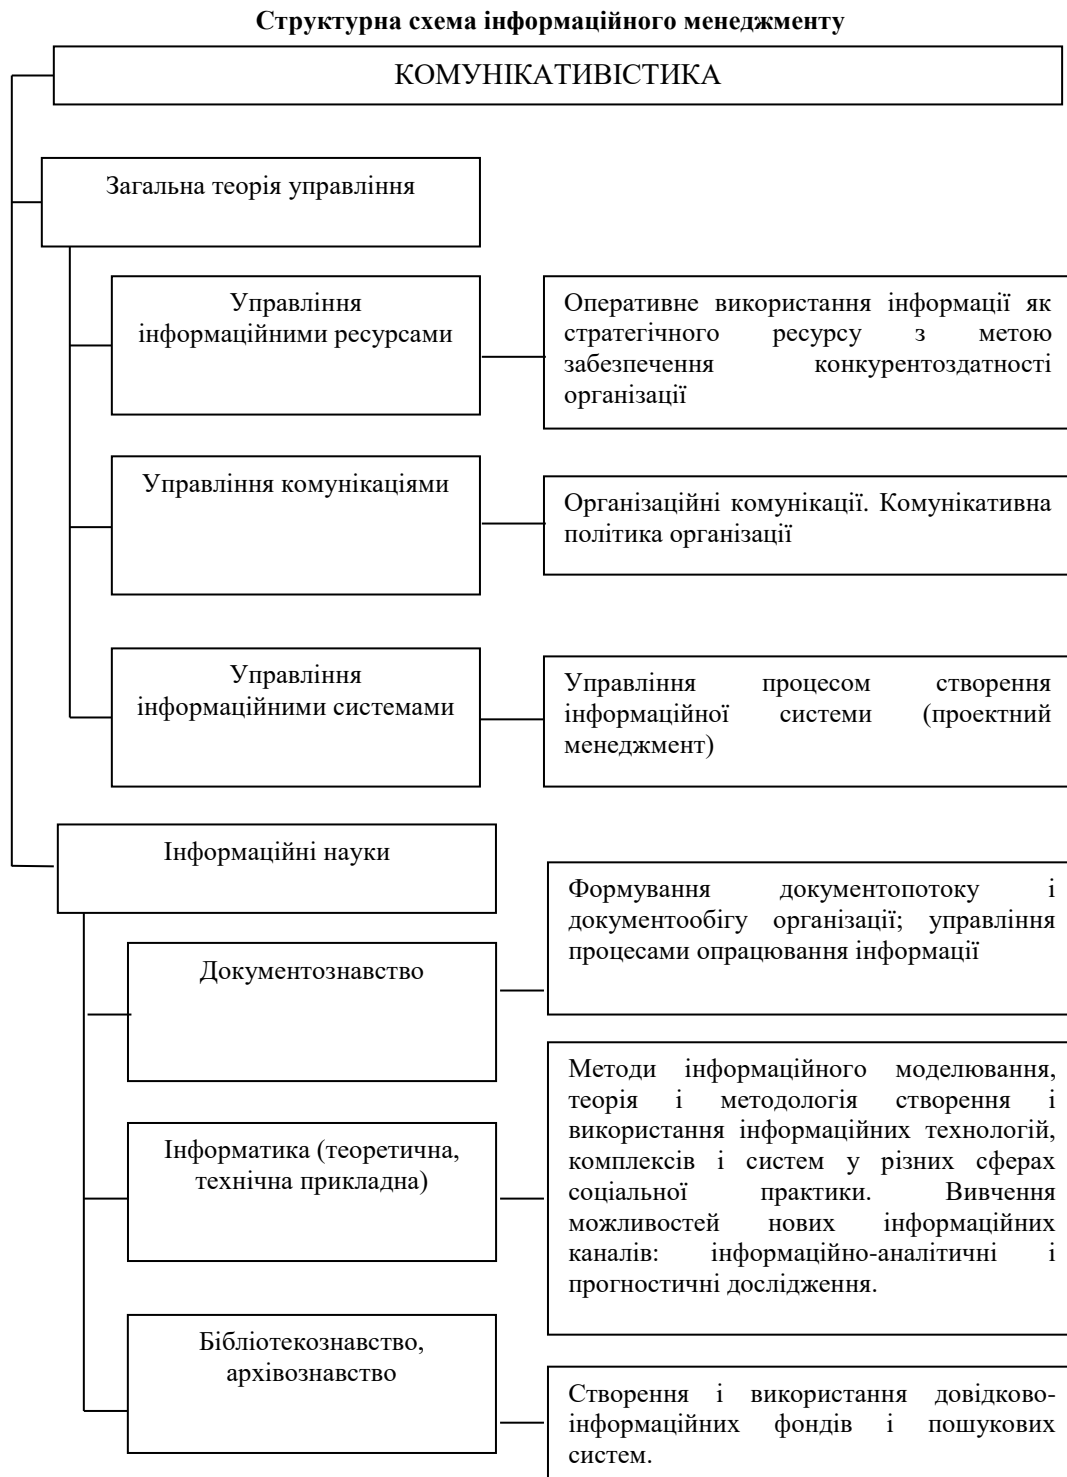 Структурна схема інформаційного менеджменту
КОМУНІКАТИВІСТИКА
Загальна теорія управління
Управління
інформаційними ресурсами
Оперативне використання інформації як
стратегічного ресурсу з метою
забезпечення конкурентоздатності
організації
Управління комунікаціями
Організаційні комунікації. Комунікативна
політика організації
Управління
інформаційними системами
Управління процесом створення
інформаційної системи (проектний
менеджмент)
Інформаційні науки
Формування документопотоку і
документообігу організації; управління
процесами опрацювання інформації
Документознавство
Методи інформаційного моделювання,
теорія і методологія створення і
використання інформаційних технологій,
комплексів і систем у різних сферах
соціальної практики. Вивчення
можливостей нових інформаційних
каналів: інформаційно-аналітичні і
прогностичні дослідження.
Інформатика (теоретична,
технічна прикладна)
Бібліотекознавство,
архівознавство
Створення і використання довідково-
інформаційних фондів і пошукових
систем.